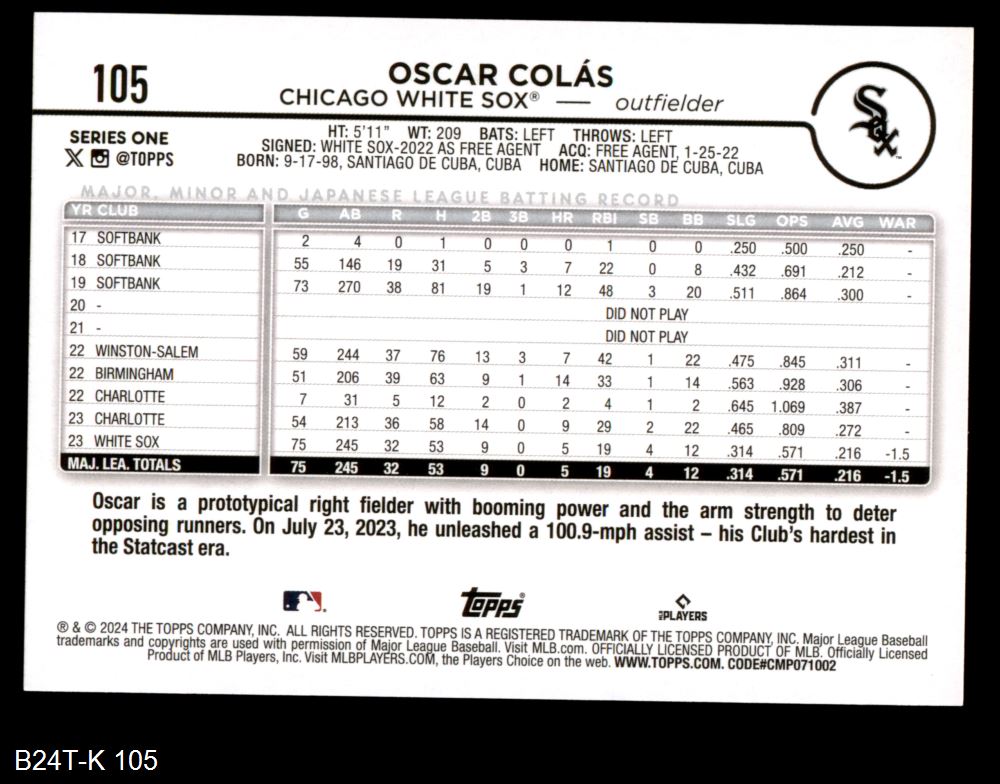 105
OSCAR COLÁS
CHICAGO WHITE SOX® — outfielder
Sox™
SERIES ONE
@TOPPS
HT: 5'11" WT: 209 BATS: LEFT THROWS: LEFT
SIGNED: WHITE SOX-2022 AS FREE AGENT ACQ: FREE AGENT, 1-25-22
BORN: 9-17-98, SANTIAGO DE CUBA, CUBA HOME: SANTIAGO DE CUBA, CUBA
MAJOR, MINOR AND JAPANESE LEAGUE BATTING RECORD
YR CLUB G AB R H 2B 3B HR RBI SB BB SLG OPS AVG WAR
17 SOFTBANK 2 4 0 1 0 0 0 1 0 0 .250 .500 .250 -
18 SOFTBANK 55 146 19 31 5 3 7 22 0 8 .432 .691 .212 -
19 SOFTBANK 73 270 38 81 19 1 12 48 3 20 .511 .864 .300 -
20 - DID NOT PLAY
21 - DID NOT PLAY
22 WINSTON-SALEM 59 244 37 76 13 3 7 42 1 22 .475 .845 .311 -
22 BIRMINGHAM 51 206 39 63 9 1 14 33 1 14 .563 .928 .306 -
22 CHARLOTTE 7 31 5 12 2 0 2 4 1 2 .645 1.069 .387 -
23 CHARLOTTE 54 213 36 58 14 0 9 29 2 22 .465 .809 .272 -
23 WHITE SOX 75 245 32 53 9 0 5 19 4 12 .314 .571 .216 -1.5
MAJ. LEA. TOTALS 75 245 32 53 9 0 5 19 4 12 .314 .571 .216 -1.5
Oscar is a prototypical right fielder with booming power and the arm strength to deter
opposing runners. On July 23, 2023, he unleashed a 100.9-mph assist – his Club's hardest in
the Statcast era.
Topps®
MLB PLAYERS
® & © 2024 THE TOPPS COMPANY, INC. ALL RIGHTS RESERVED. TOPPS IS A REGISTERED TRADEMARK OF THE TOPPS COMPANY, INC. Major League Baseball
trademarks and copyrights are used with permission of Major League Baseball. Visit MLB.com. OFFICIALLY LICENSED PRODUCT OF MLB. Officially Licensed
Product of MLB Players, Inc. Visit MLBPLAYERS.COM, the Players Choice on the web. WWW.TOPPS.COM. CODE#CMP071002
B24T-K 105